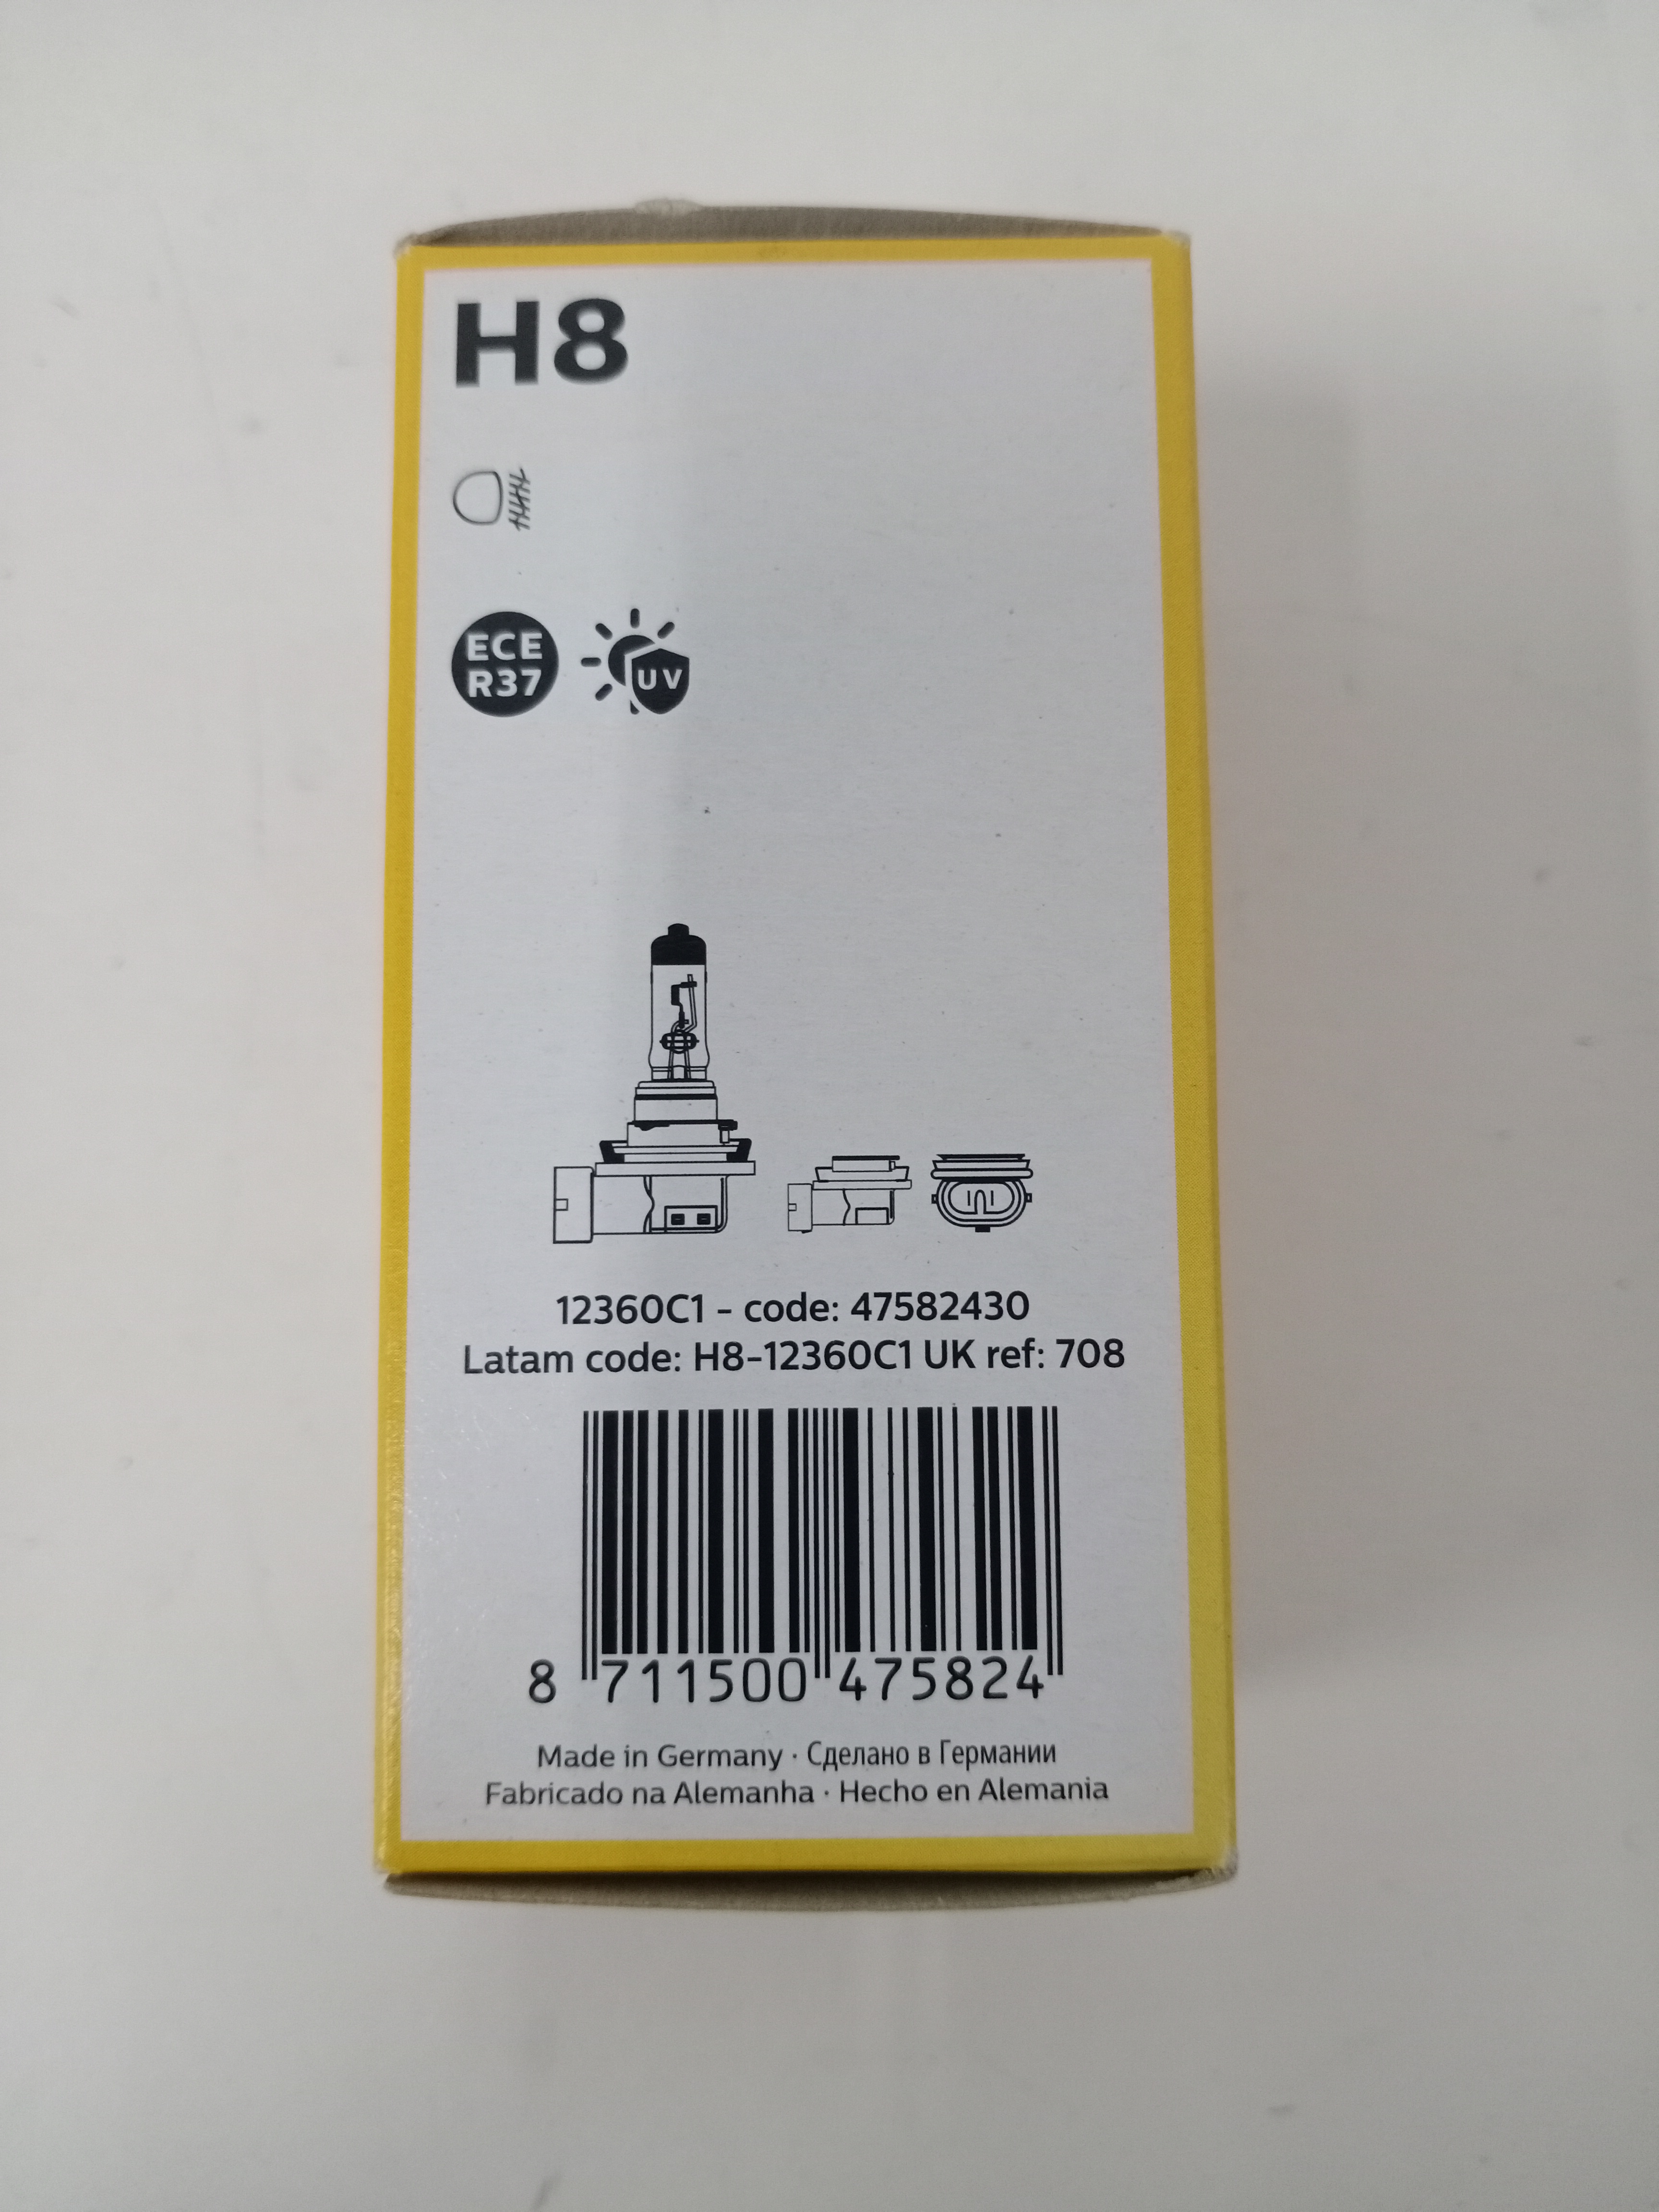 H8
ECE
R37
UV
12360C1 - code: 47582430
Latam code: H8-12360C1 UK ref: 708
8 711500 475824
Made in Germany · Сделано в Германии
Fabricado na Alemanha · Hecho en Alemania